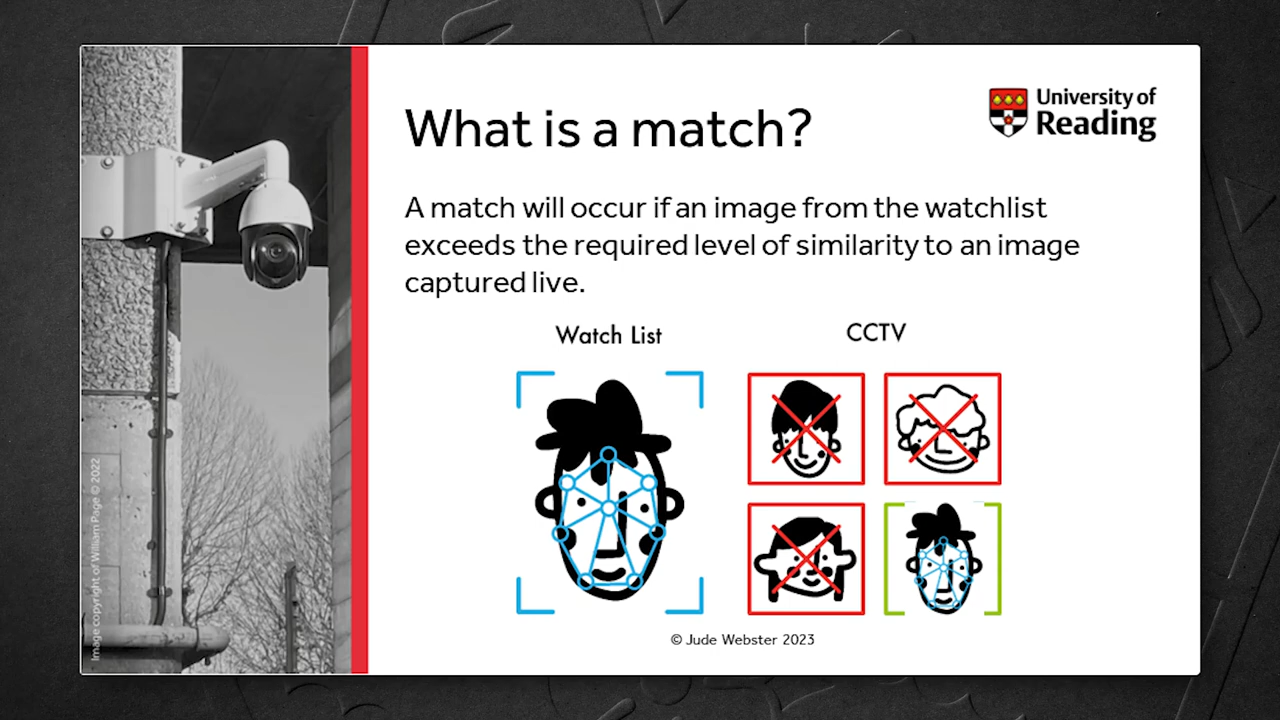 What is a match?
University of
Reading
A match will occur if an image from the watchlist
exceeds the required level of similarity to an image
captured live.
Watch List
CCTV
© Jude Webster 2023
Image copyright of William Page © 2022